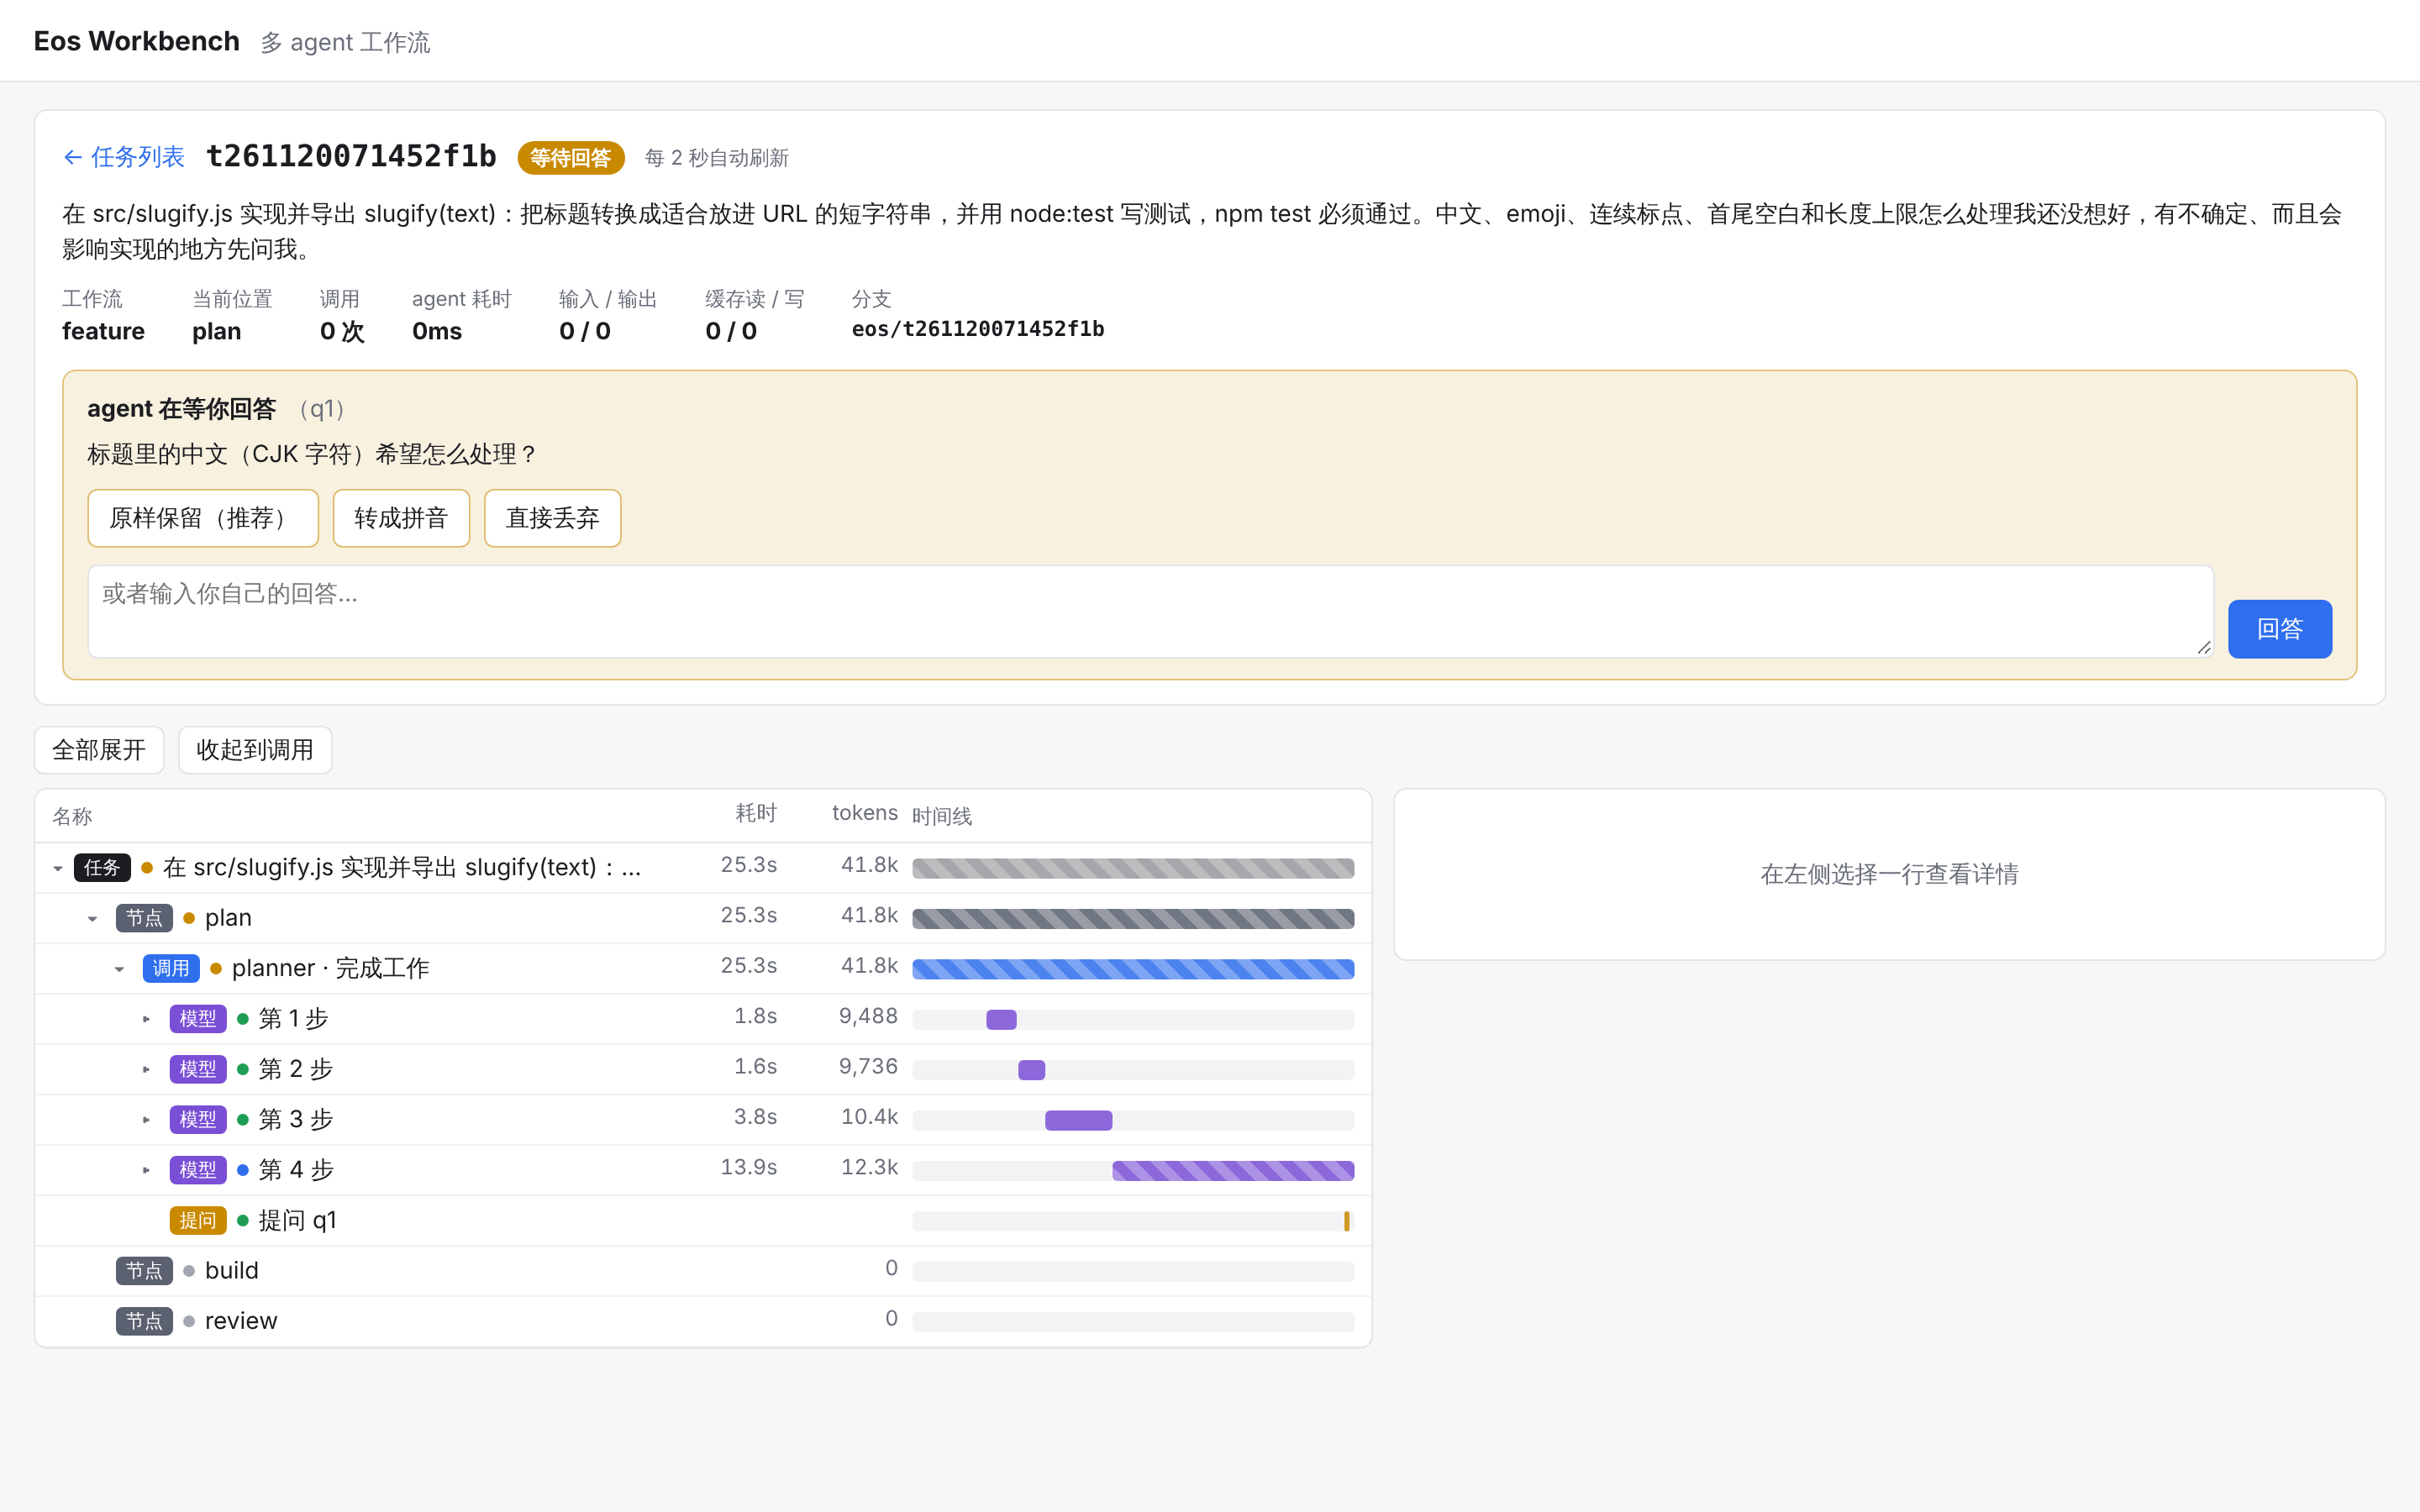 Eos Workbench 多 agent 工作流
← 任务列表 t261120071452f1b 等待回答 每 2 秒自动刷新
在 src/slugify.js 实现并导出 slugify(text)：把标题转换成适合放进 URL 的短字符串，并用 node:test 写测试，npm test 必须通过。中文、emoji、连续标点、首尾空白和长度上限怎么处理我还没想好，有不确定、而且会
影响实现的地方先问我。
工作流 当前位置 调用 agent 耗时 输入 / 输出 缓存读 / 写 分支
feature plan 0 次 0ms 0 / 0 0 / 0 eos/t261120071452f1b
agent 在等你回答 （q1）
标题里的中文（CJK 字符）希望怎么处理？
原样保留（推荐） 转成拼音 直接丢弃
或者输入你自己的回答...
回答
全部展开 收起到调用
名称 耗时 tokens 时间线
任务 在 src/slugify.js 实现并导出 slugify(text)：... 25.3s 41.8k
节点 plan 25.3s 41.8k
调用 planner · 完成工作 25.3s 41.8k
模型 第 1 步 1.8s 9,488
模型 第 2 步 1.6s 9,736
模型 第 3 步 3.8s 10.4k
模型 第 4 步 13.9s 12.3k
提问 提问 q1
节点 build 0
节点 review 0
在左侧选择一行查看详情